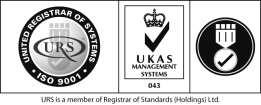 UNITED REGISTRAR OF SYSTEMS
URS
• ISO 9001 •
UKAS
MANAGEMENT
SYSTEMS
043
URS is a member of Registrar of Standards (Holdings) Ltd.